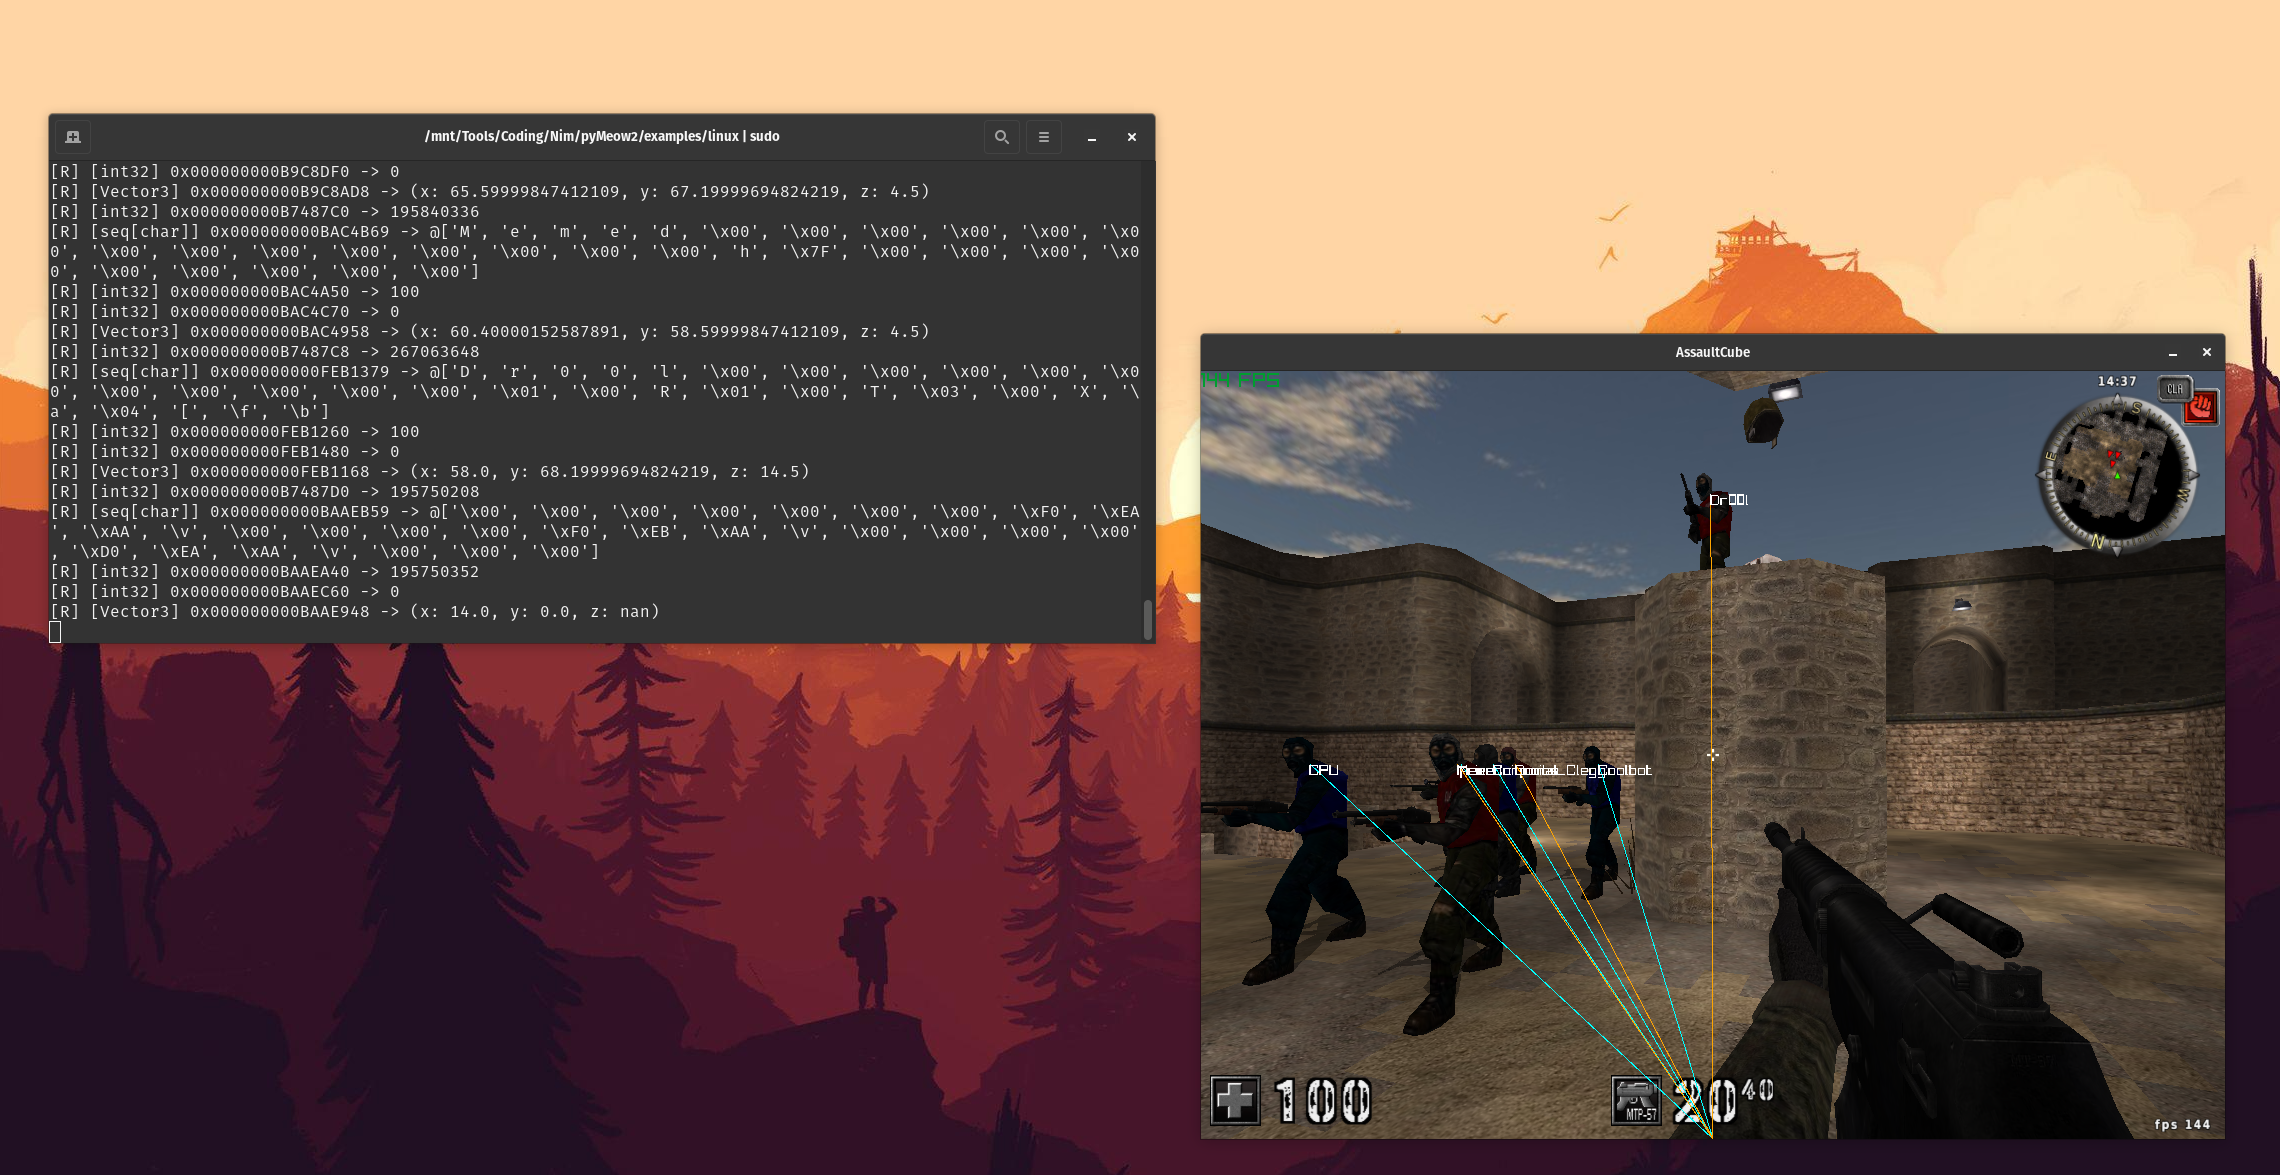 /mnt/Tools/Coding/Nim/pyMeow2/examples/linux | sudo
[R] [int32] 0x000000000B9C8DF0 -> 0
[R] [Vector3] 0x000000000B9C8AD8 -> (x: 65.59999847412109, y: 67.19999694824219, z: 4.5)
[R] [int32] 0x000000000B7487C0 -> 195840336
[R] [seq[char]] 0x000000000BAC4B69 -> @['M', 'e', 'm', 'e', 'd', '\x00', '\x00', '\x00', '\x00', '\x00', '\x0
0', '\x00', '\x00', '\x00', '\x00', '\x00', '\x00', '\x00', '\x00', 'h', '\x7F', '\x00', '\x00', '\x00', '\x0
0', '\x00', '\x00', '\x00', '\x00', '\x00']
[R] [int32] 0x000000000BAC4A50 -> 100
[R] [int32] 0x000000000BAC4C70 -> 0
[R] [Vector3] 0x000000000BAC4958 -> (x: 60.40000152587891, y: 58.59999847412109, z: 4.5)
[R] [int32] 0x000000000B7487C8 -> 267063648
[R] [seq[char]] 0x000000000FEB1379 -> @['D', 'r', '0', '0', 'l', '\x00', '\x00', '\x00', '\x00', '\x00', '\x0
0', '\x00', '\x00', '\x00', '\x00', '\x00', '\x01', '\x00', 'R', '\x01', '\x00', 'T', '\x03', '\x00', 'X', '\
a', '\x04', '[', '\f', '\b']
[R] [int32] 0x000000000FEB1260 -> 100
[R] [int32] 0x000000000FEB1480 -> 0
[R] [Vector3] 0x000000000FEB1168 -> (x: 58.0, y: 68.19999694824219, z: 14.5)
[R] [int32] 0x000000000B7487D0 -> 195750208
[R] [seq[char]] 0x000000000BAAEB59 -> @['\x00', '\x00', '\x00', '\x00', '\x00', '\x00', '\x00', '\xF0', '\xEA
', '\xAA', '\v', '\x00', '\x00', '\x00', '\x00', '\xF0', '\xEB', '\xAA', '\v', '\x00', '\x00', '\x00', '\x00'
, '\xD0', '\xEA', '\xAA', '\v', '\x00', '\x00', '\x00']
[R] [int32] 0x000000000BAAEA40 -> 195750352
[R] [int32] 0x000000000BAAEC60 -> 0
[R] [Vector3] 0x000000000BAAE948 -> (x: 14.0, y: 0.0, z: nan)
AssaultCube
144 FPS
14:37
CLA
S
E
W
N
Dr00l
CPU
Coolbot
100
MTP-57
20 40
fps 144